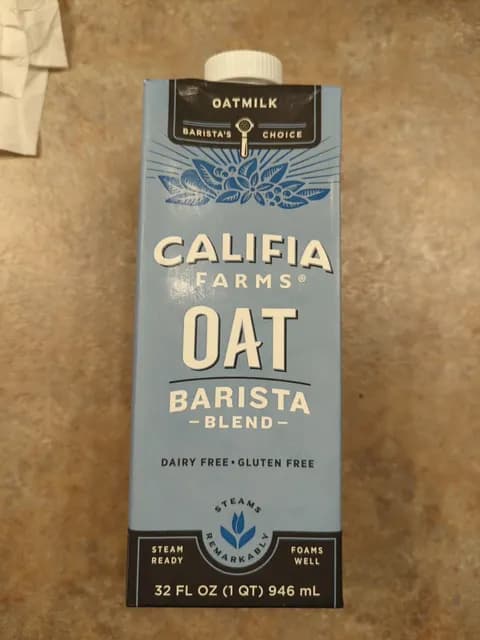 OATMILK
BARISTA'S CHOICE
CALIFIA
FARMS®
OAT
BARISTA
–BLEND–
DAIRY FREE • GLUTEN FREE
STEAMS
REMARKABLY
STEAM
READY
FOAMS
WELL
32 FL OZ (1 QT) 946 mL